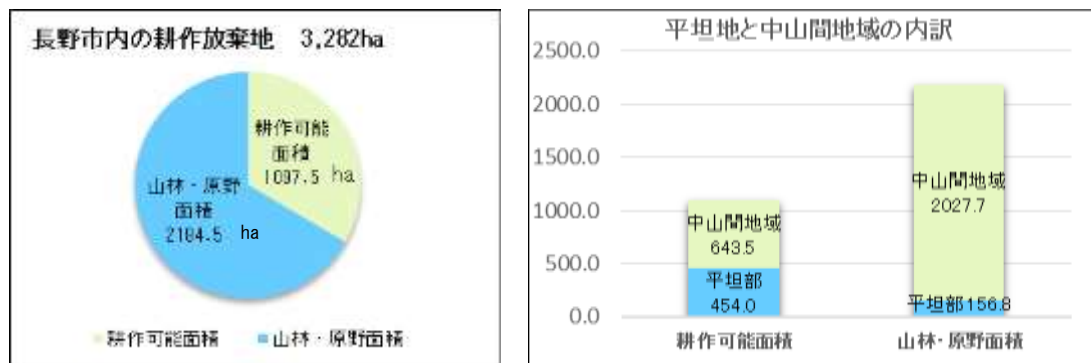 長野市内の耕作放棄地 3,282ha
耕作可能
面積
1097.5 ha
山林・原野
面積
2184.5 ha
耕作可能面積 山林・原野面積
平坦地と中山間地域の内訳
2500.0
2000.0
1500.0
1000.0
500.0
0.0
中山間地域
643.5
平坦部
454.0
中山間地域
2027.7
平坦部 156.8
耕作可能面積 山林・原野面積